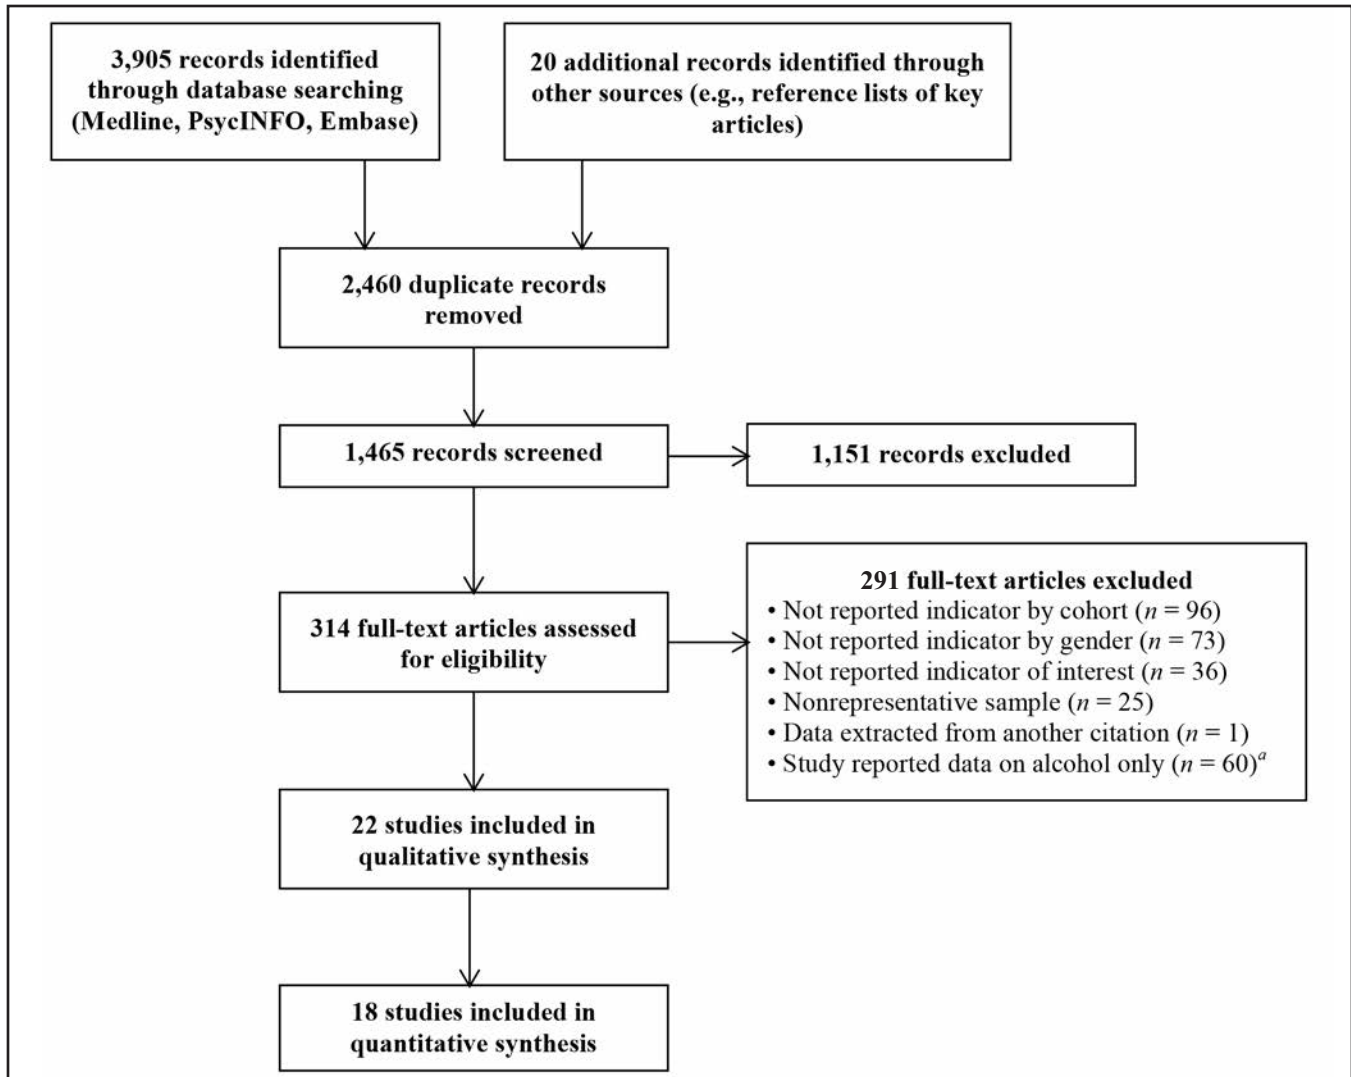 3,905 records identified
through database searching
(Medline, PsycINFO, Embase)
20 additional records identified through
other sources (e.g., reference lists of key
articles)
2,460 duplicate records
removed
1,465 records screened
1,151 records excluded
314 full-text articles assessed
for eligibility
291 full-text articles excluded
• Not reported indicator by cohort (n = 96)
• Not reported indicator by gender (n = 73)
• Not reported indicator of interest (n = 36)
• Nonrepresentative sample (n = 25)
• Data extracted from another citation (n = 1)
• Study reported data on alcohol only (n = 60)a
22 studies included in
qualitative synthesis
18 studies included in
quantitative synthesis